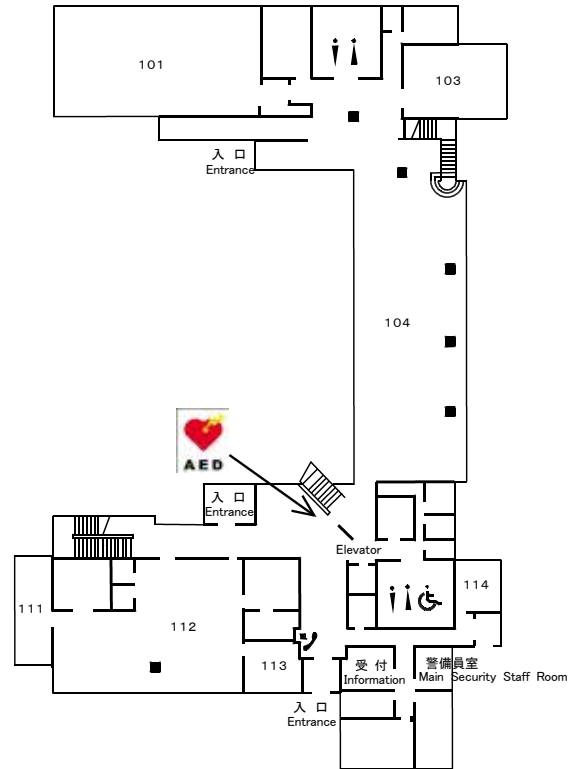 101
103
入 口
Entrance
104
AED
入 口
Entrance
Elevator
111
112
114
113
受 付
Information
警備員室
Main Security Staff Room
入 口
Entrance